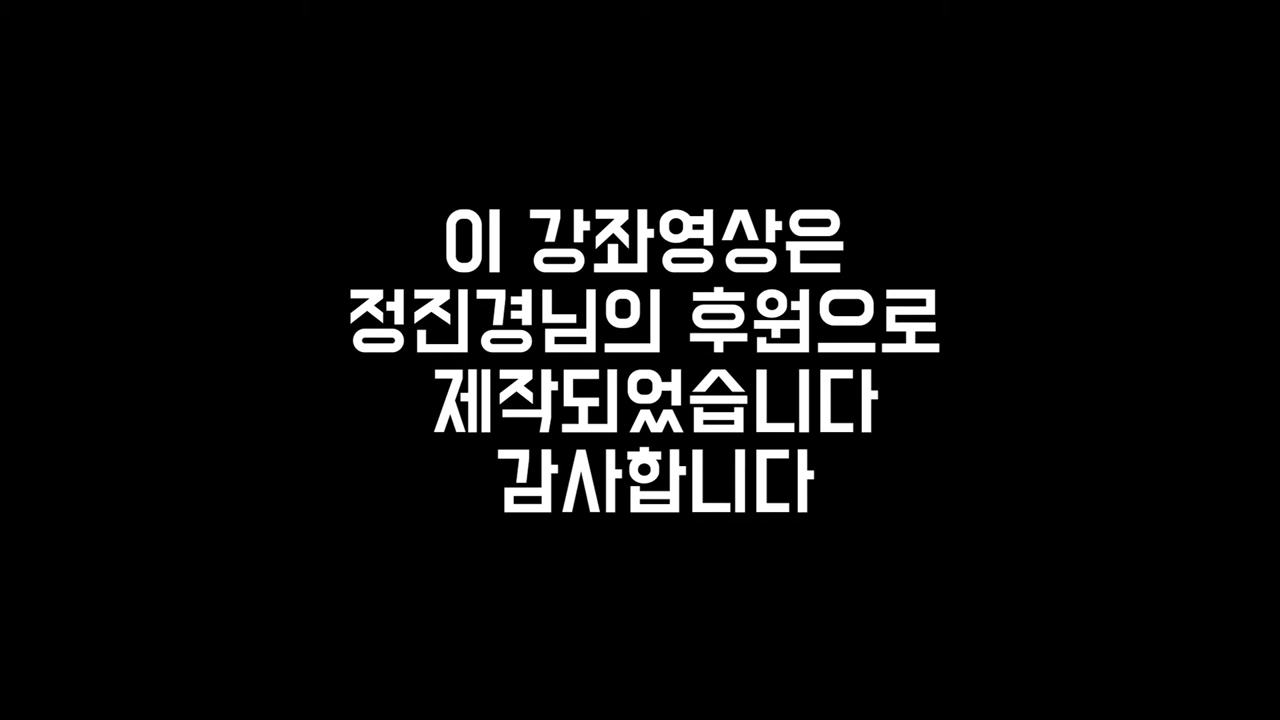 이 강좌영상은
정진경님의 후원으로
제작되었습니다
감사합니다